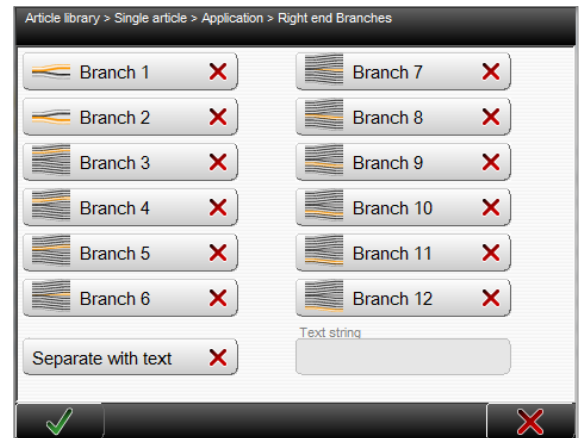 Article library > Single article > Application > Right end Branches
Branch 1
Branch 2
Branch 3
Branch 4
Branch 5
Branch 6
Separate with text
Branch 7
Branch 8
Branch 9
Branch 10
Branch 11
Branch 12
Text string